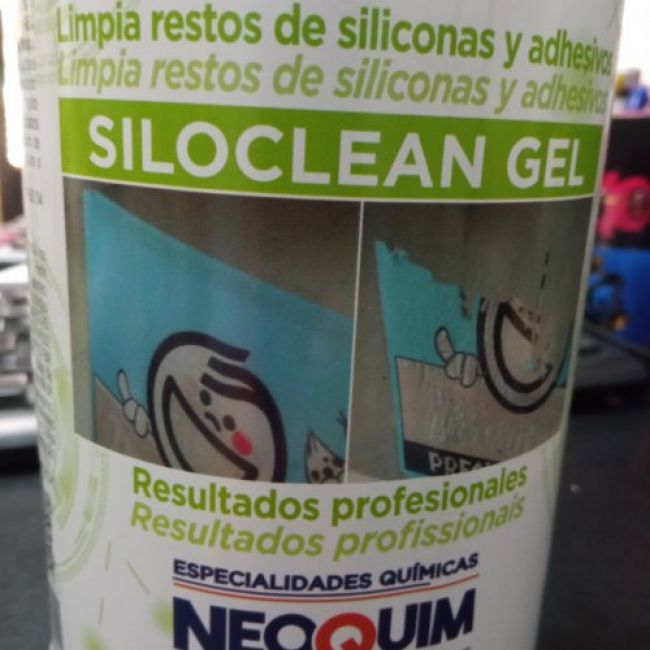 Limpia restos de siliconas y adhesivos
Limpia restos de siliconas y adhesivos
SILOCLEAN GEL
Resultados profesionales
Resultados profissionais
ESPECIALIDADES QUÍMICAS
NEOQUIM